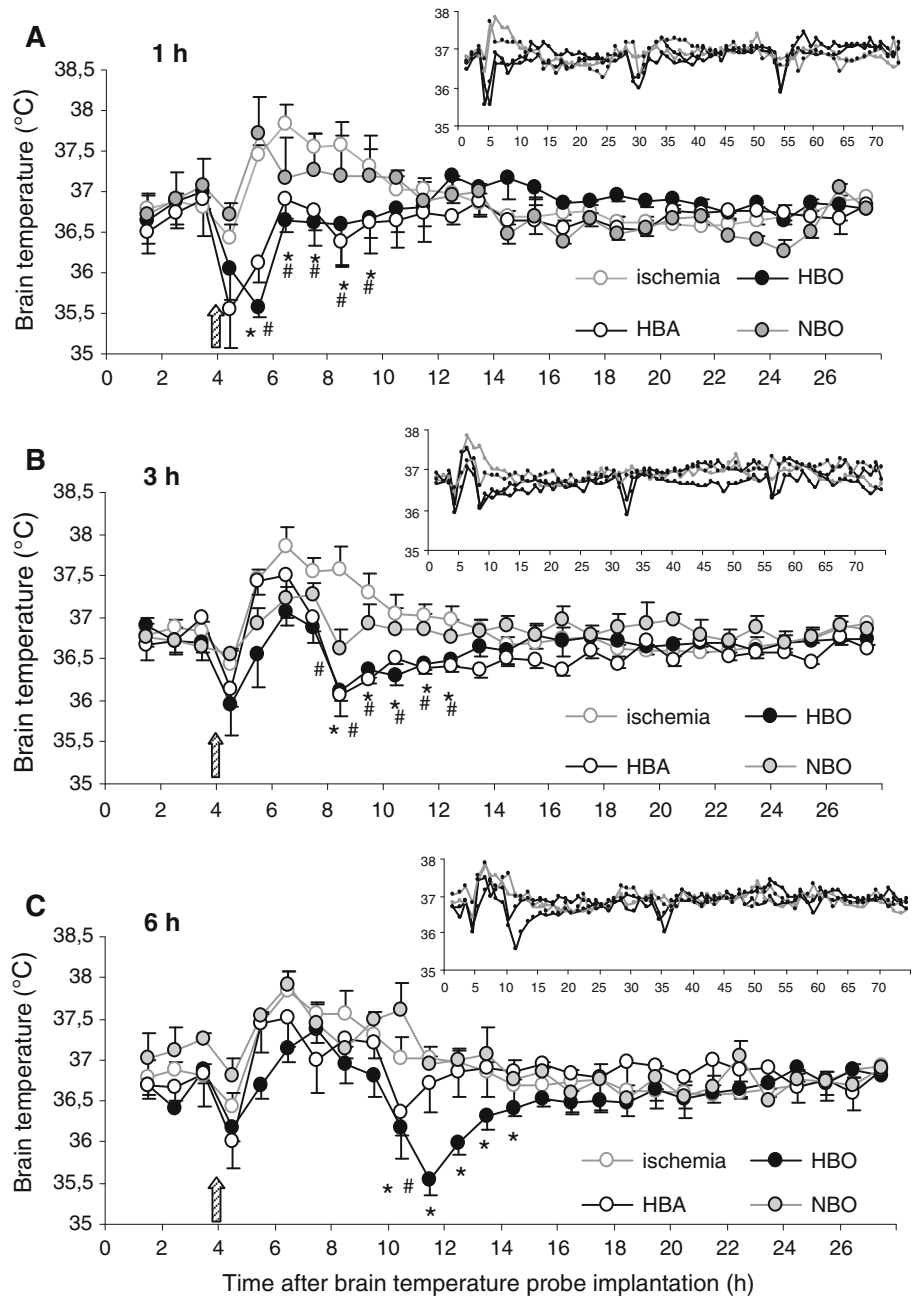 A
1 h
Brain temperature (°C)
38,5
38
37,5
37
36,5
36
35,5
35
0 2 4 6 8 10 12 14 16 18 20 22 24 26
38
37
36
35
0 5 10 15 20 25 30 35 40 45 50 55 60 65 70
* #
* #
* #
* #
* #
ischemia HBO
HBA NBO
B
3 h
Brain temperature (°C)
38,5
38
37,5
37
36,5
36
35,5
35
0 2 4 6 8 10 12 14 16 18 20 22 24 26
38
37
36
35
0 5 10 15 20 25 30 35 40 45 50 55 60 65 70
#
* #
* #
* #
* #
* #
ischemia HBO
HBA NBO
C
6 h
Brain temperature (°C)
38,5
38
37,5
37
36,5
36
35,5
35
0 2 4 6 8 10 12 14 16 18 20 22 24 26
38
37
36
35
0 5 10 15 20 25 30 35 40 45 50 55 60 65 70
* #
*
*
*
*
ischemia HBO
HBA NBO
Time after brain temperature probe implantation (h)